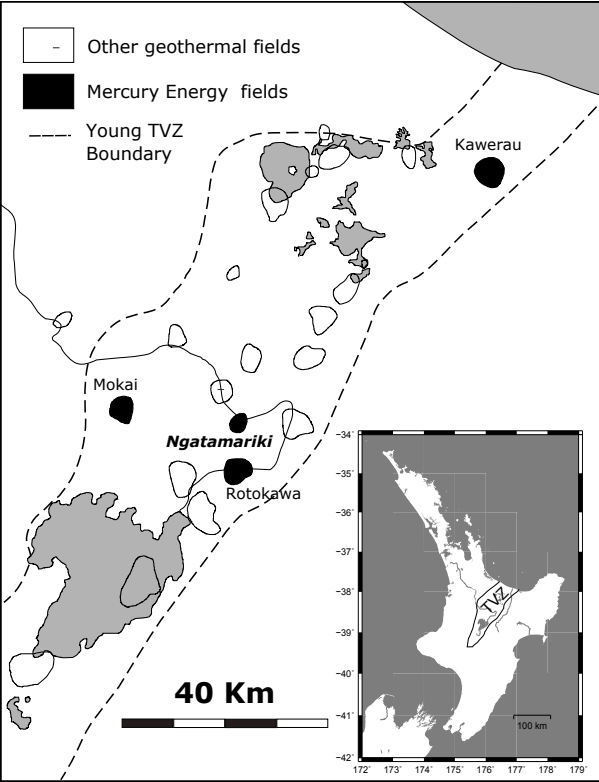 Other geothermal fields
Mercury Energy fields
Young TVZ
Boundary
Kawerau
Mokai
Ngatamariki
Rotokawa
40 Km
−34˚
−35˚
−36˚
−37˚
−38˚
TVZ
−39˚
−40˚
−41˚
100 km
−42˚
172˚ 173˚ 174˚ 175˚ 176˚ 177˚ 178˚ 179˚